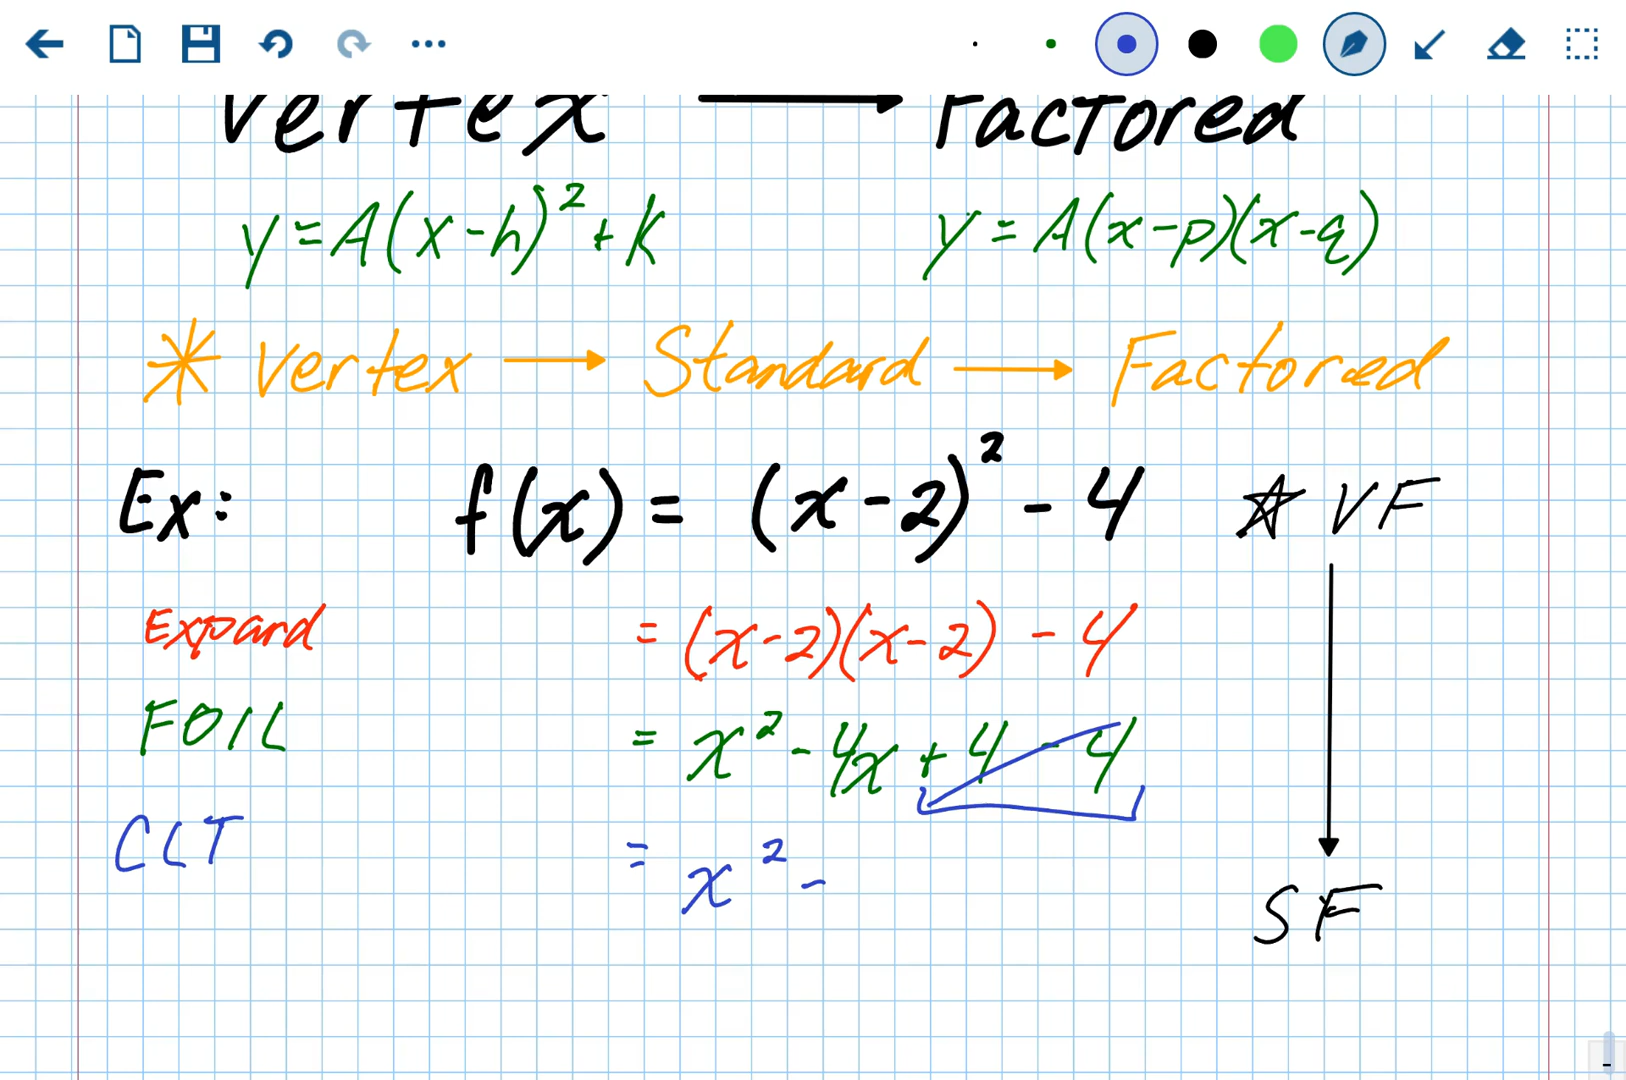 Vertex → Factored
y = A(x-h)² + k y = A(x-p)(x-q)
* Vertex → Standard → Factored
Ex: f(x) = (x-2)² - 4 ☆ VF
Expand = (x-2)(x-2) - 4
FOIL = x² - 4x + 4 - 4
CLT = x² -
SF